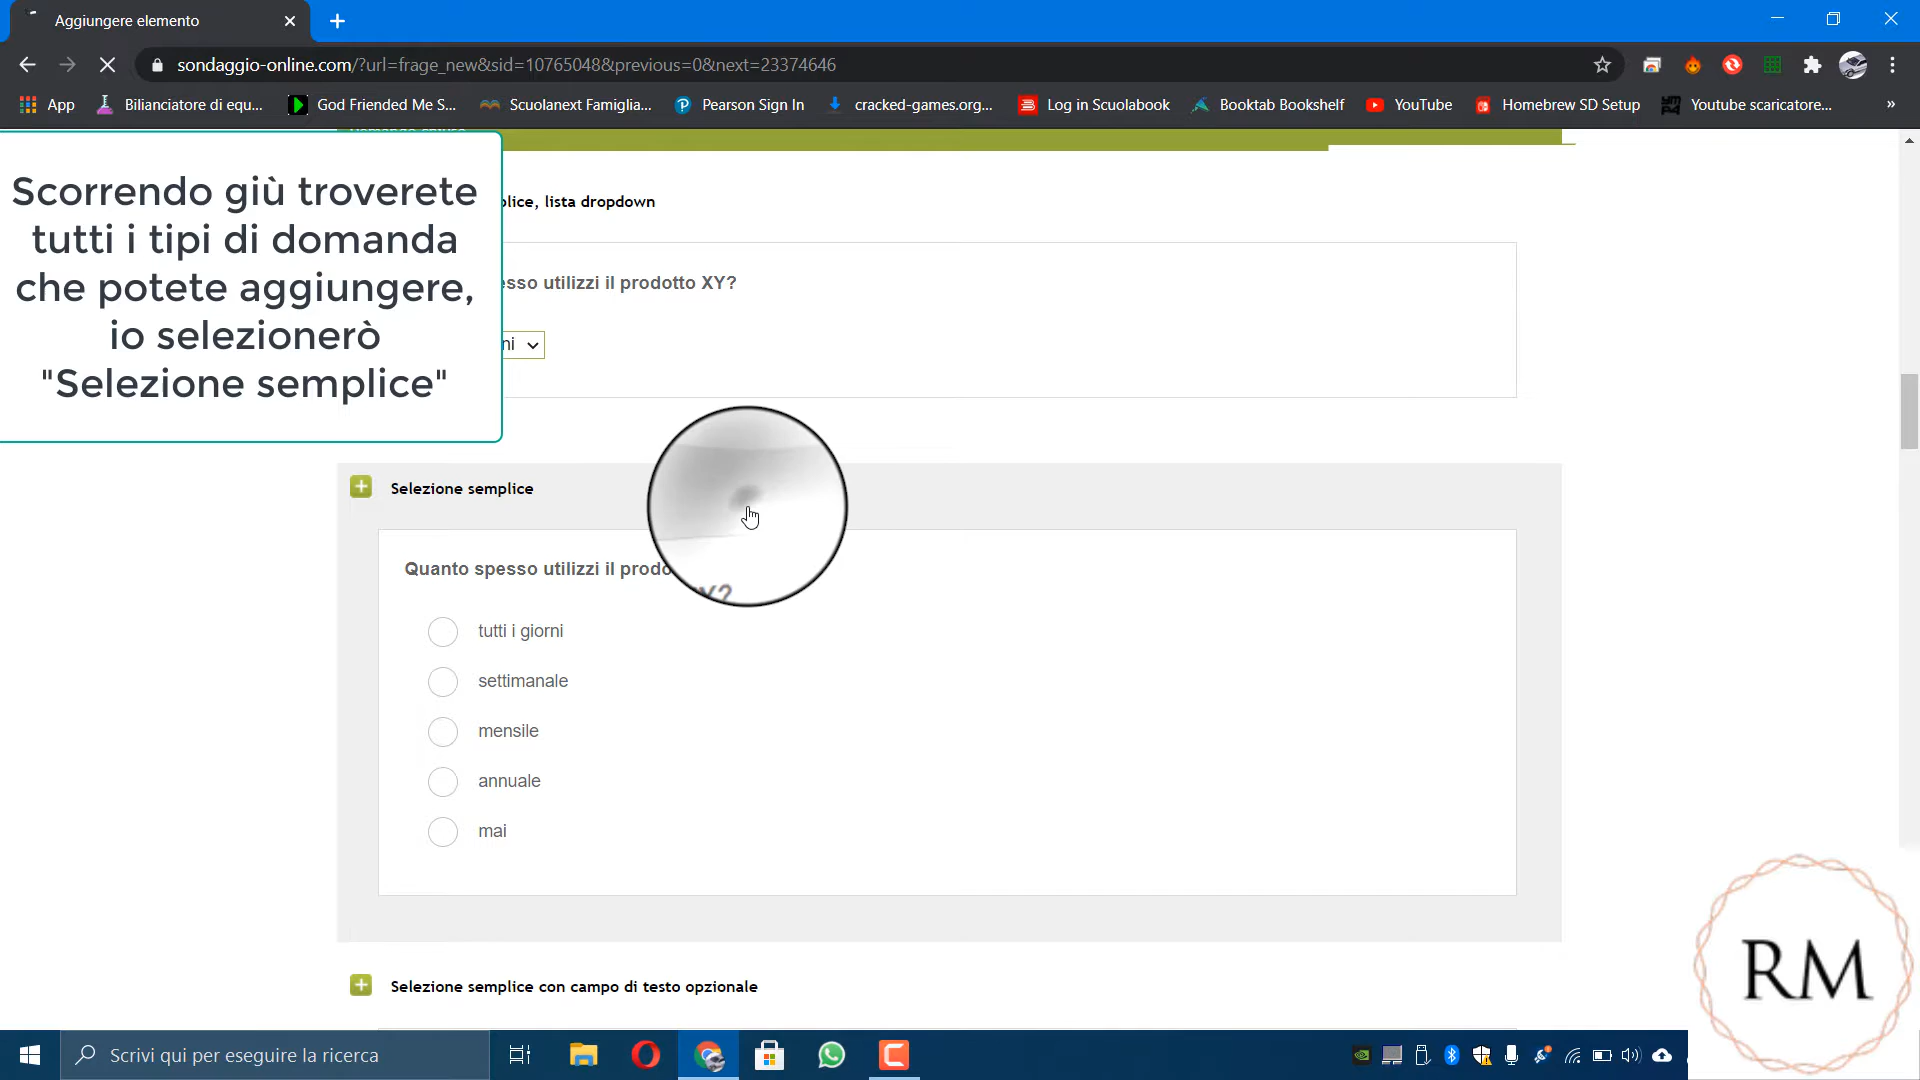 Aggiungere elemento
sondaggio-online.com/?url=frage_new&sid=10765048&previous=0&next=23374646
App
Bilianciatore di equ...
God Friended Me S...
Scuolanext Famiglia...
Pearson Sign In
cracked-games.org...
Log in Scuolabook
Booktab Bookshelf
YouTube
Homebrew SD Setup
Youtube scaricatore...
»
Scorrendo giù troverete
tutti i tipi di domanda
che potete aggiungere,
io selezionerò
"Selezione semplice"
plice, lista dropdown
esso utilizzi il prodotto XY?
ni
Selezione semplice
Quanto spesso utilizzi il prodo
Y?
tutti i giorni
settimanale
mensile
annuale
mai
Selezione semplice con campo di testo opzionale
RM
Scrivi qui per eseguire la ricerca